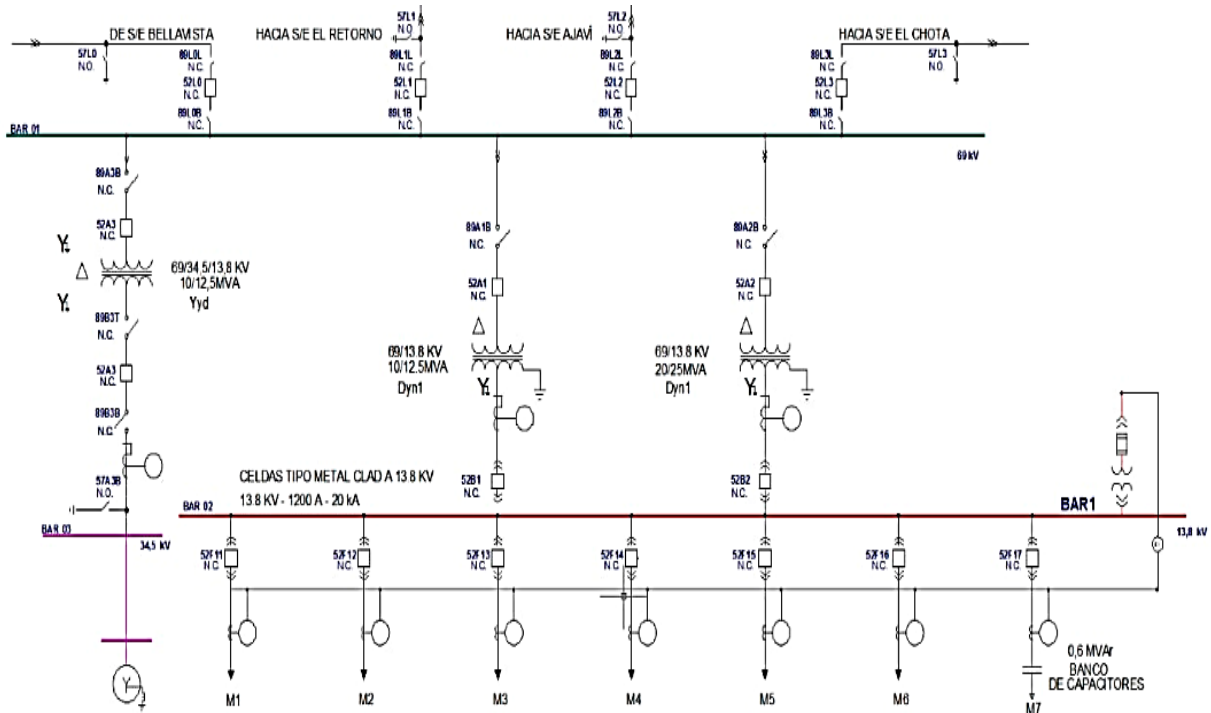 DE S/E BELLAVISTA
57L0
N.O.
89L0L
N.C.
52L0
N.C.
89L0B
N.C.
HACIA S/E EL RETORNO
57L1
N.O
89L1L
N.C.
52L1
N.C.
89L1B
N.C.
HACIA S/E AJAVÍ
57L2
N.O
89L2L
N.C.
52L2
N.C.
89L2B
N.C.
HACIA S/E EL CHOTA
57L3
N.O.
89L3L
N.C.
52L3
N.C.
89L3B
N.C.
BAR 01
69 kV
89A3B
N.C.
52A3
N.C.
69/34,5/13,8 KV
10/12,5MVA
Yyd
89B3T
N.C.
52A3
N.C.
89B3B
N.C.
57A3B
N.O.
BAR 03
34,5 kV
Y
89A1B
N.C.
52A1
N.C.
69/13.8 KV
10/12.5MVA
Dyn1
52B1
N.C.
89A2B
N.C.
52A2
N.C.
69/13.8 KV
20/25MVA
Dyn1
52B2
N.C.
CELDAS TIPO METAL CLAD A 13.8 KV
13.8 KV - 1200 A - 20 kA
BAR 02
BAR1
13,8 kV
52F11
N.C.
52F12
N.C.
52F13
N.C.
52F14
N.C.
52F15
N.C.
52F16
N.C.
52F17
N.C.
0,6 MVAr
BANCO
DE CAPACITORES
M1
M2
M3
M4
M5
M6
M7